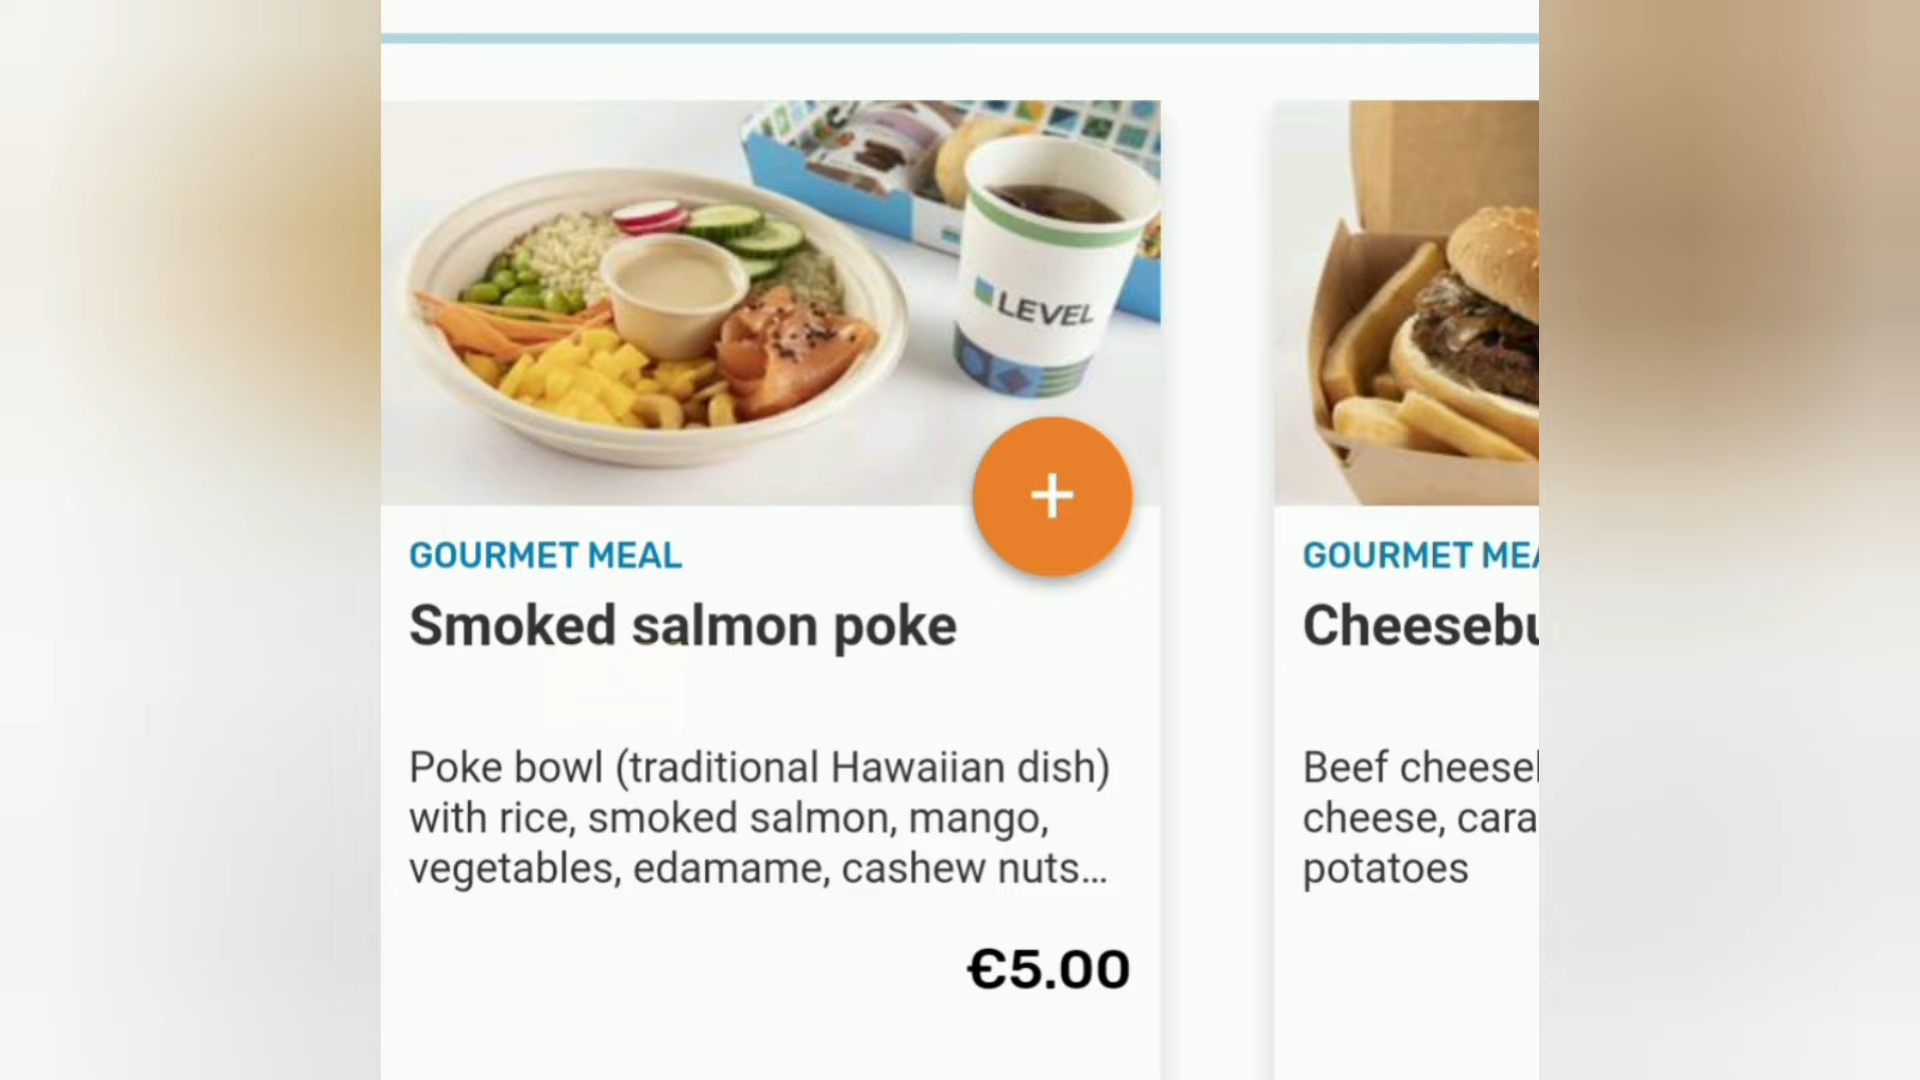 LEVEL
GOURMET MEAL
Smoked salmon poke
Poke bowl (traditional Hawaiian dish)
with rice, smoked salmon, mango,
vegetables, edamame, cashew nuts...
€5.00
GOURMET MEA
Cheesebu
Beef cheese
cheese, cara
potatoes